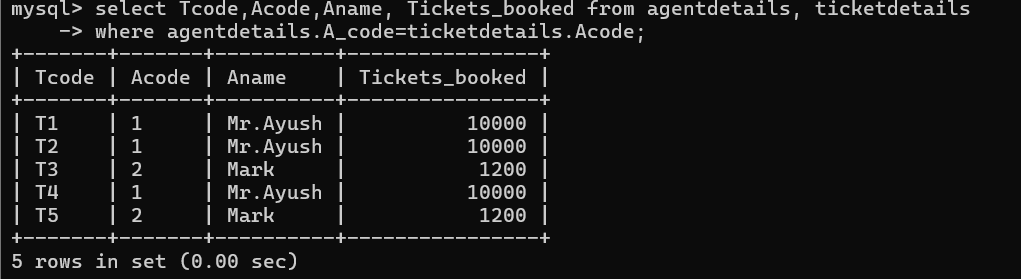 mysql> select Tcode,Acode,Aname, Tickets_booked from agentdetails, ticketdetails
    -> where agentdetails.A_code=ticketdetails.Acode;
+-------+-------+----------+----------------+
| Tcode | Acode | Aname    | Tickets_booked |
+-------+-------+----------+----------------+
| T1    | 1     | Mr.Ayush |          10000 |
| T2    | 1     | Mr.Ayush |          10000 |
| T3    | 2     | Mark     |           1200 |
| T4    | 1     | Mr.Ayush |          10000 |
| T5    | 2     | Mark     |           1200 |
+-------+-------+----------+----------------+
5 rows in set (0.00 sec)